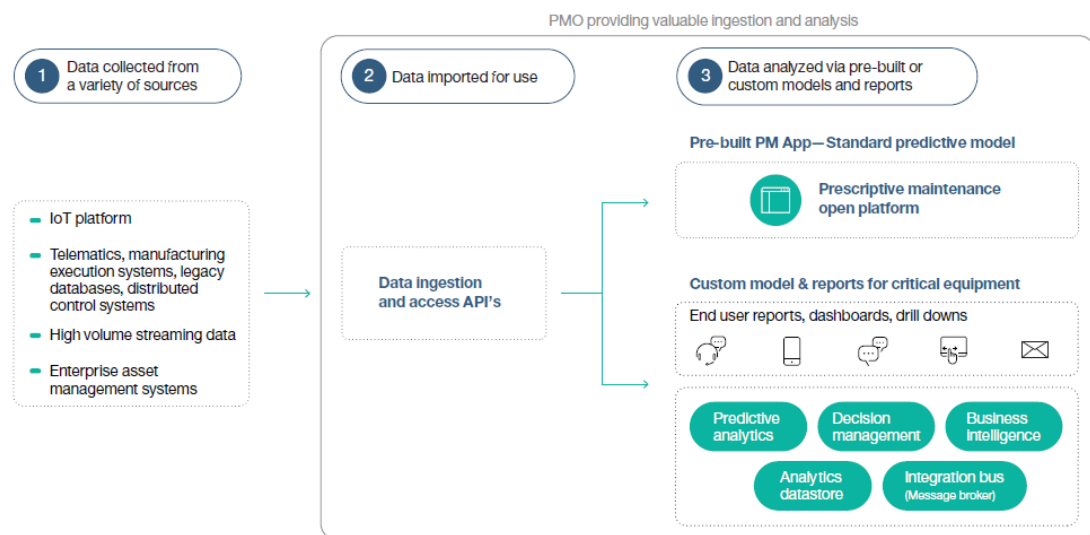 PMO providing valuable ingestion and analysis
1
Data collected from
a variety of sources
2
Data imported for use
3
Data analyzed via pre-built or
custom models and reports
IoT platform
Telematics, manufacturing
execution systems, legacy
databases, distributed
control systems
High volume streaming data
Enterprise asset
management systems
Data ingestion
and access API's
Pre-built PM App—Standard predictive model
Prescriptive maintenance
open platform
Custom model & reports for critical equipment
End user reports, dashboards, drill downs
Predictive
analytics
Decision
management
Business
intelligence
Analytics
datastore
Integration bus
(Message broker)